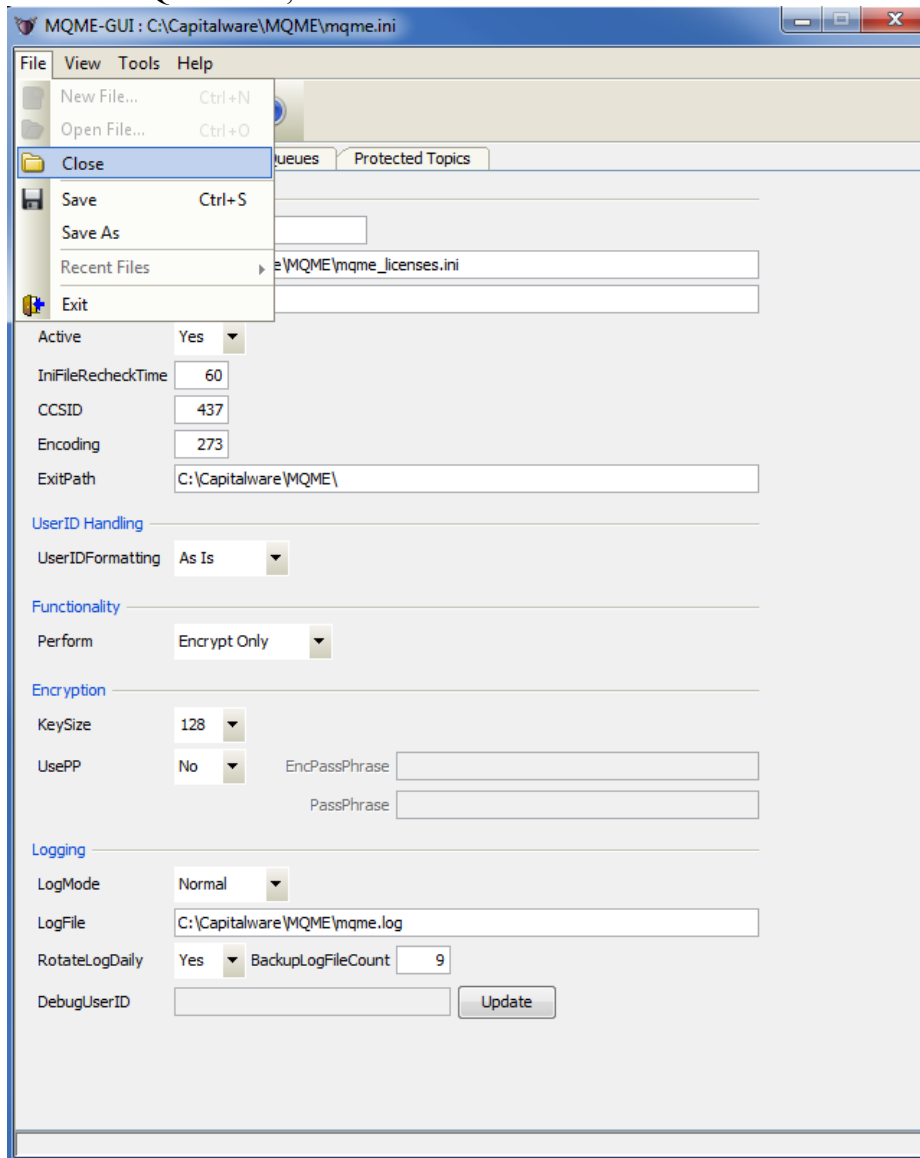 MQME-GUI : C:\Capitalware\MQME\mqme.ini
File View Tools Help
New File... Ctrl+N
Open File... Ctrl+O
Close
Protected Topics
Save Ctrl+S
Save As
Recent Files
\MQME\mqme_licenses.ini
Exit
Active Yes
IniFileRecheckTime 60
CCSID 437
Encoding 273
ExitPath C:\Capitalware\MQME\
UserID Handling
UserIDFormatting As Is
Functionality
Perform Encrypt Only
Encryption
KeySize 128
UsePP No EncPassPhrase
PassPhrase
Logging
LogMode Normal
LogFile C:\Capitalware\MQME\mqme.log
RotateLogDaily Yes BackupLogFileCount 9
DebugUserID Update